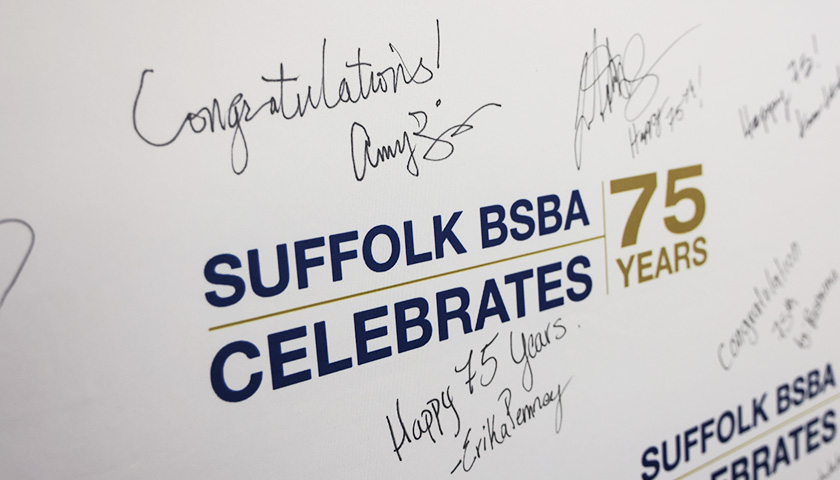 Congratulations!
Amy
Happy 75th!
Happy 75!
SUFFOLK BSBA
CELEBRATES
75
YEARS
Happy 75 Years.
-Erika
Congratulation
SUFFOLK BSBA
CELEBRATES